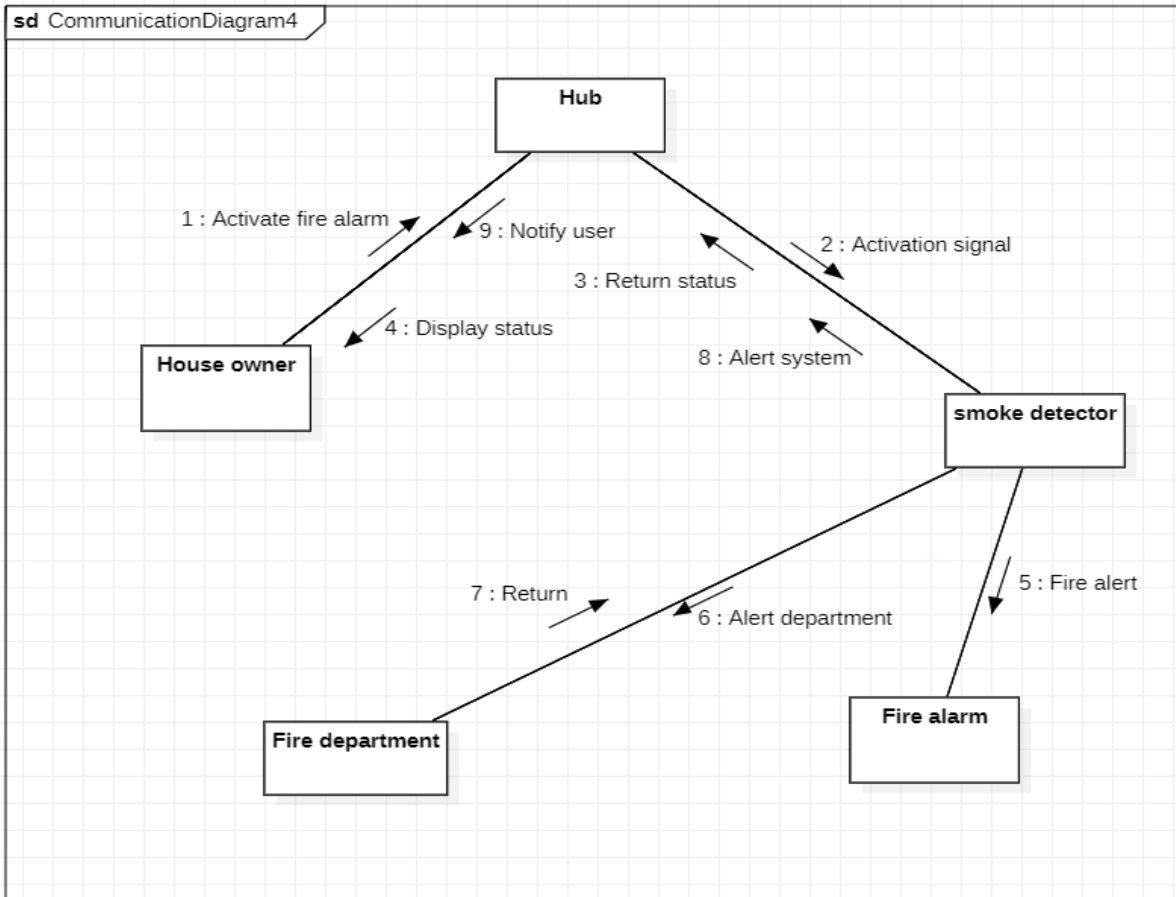 sd CommunicationDiagram4
Hub
1 : Activate fire alarm
9 : Notify user
2 : Activation signal
3 : Return status
4 : Display status
8 : Alert system
House owner
smoke detector
7 : Return
5 : Fire alert
6 : Alert department
Fire department
Fire alarm